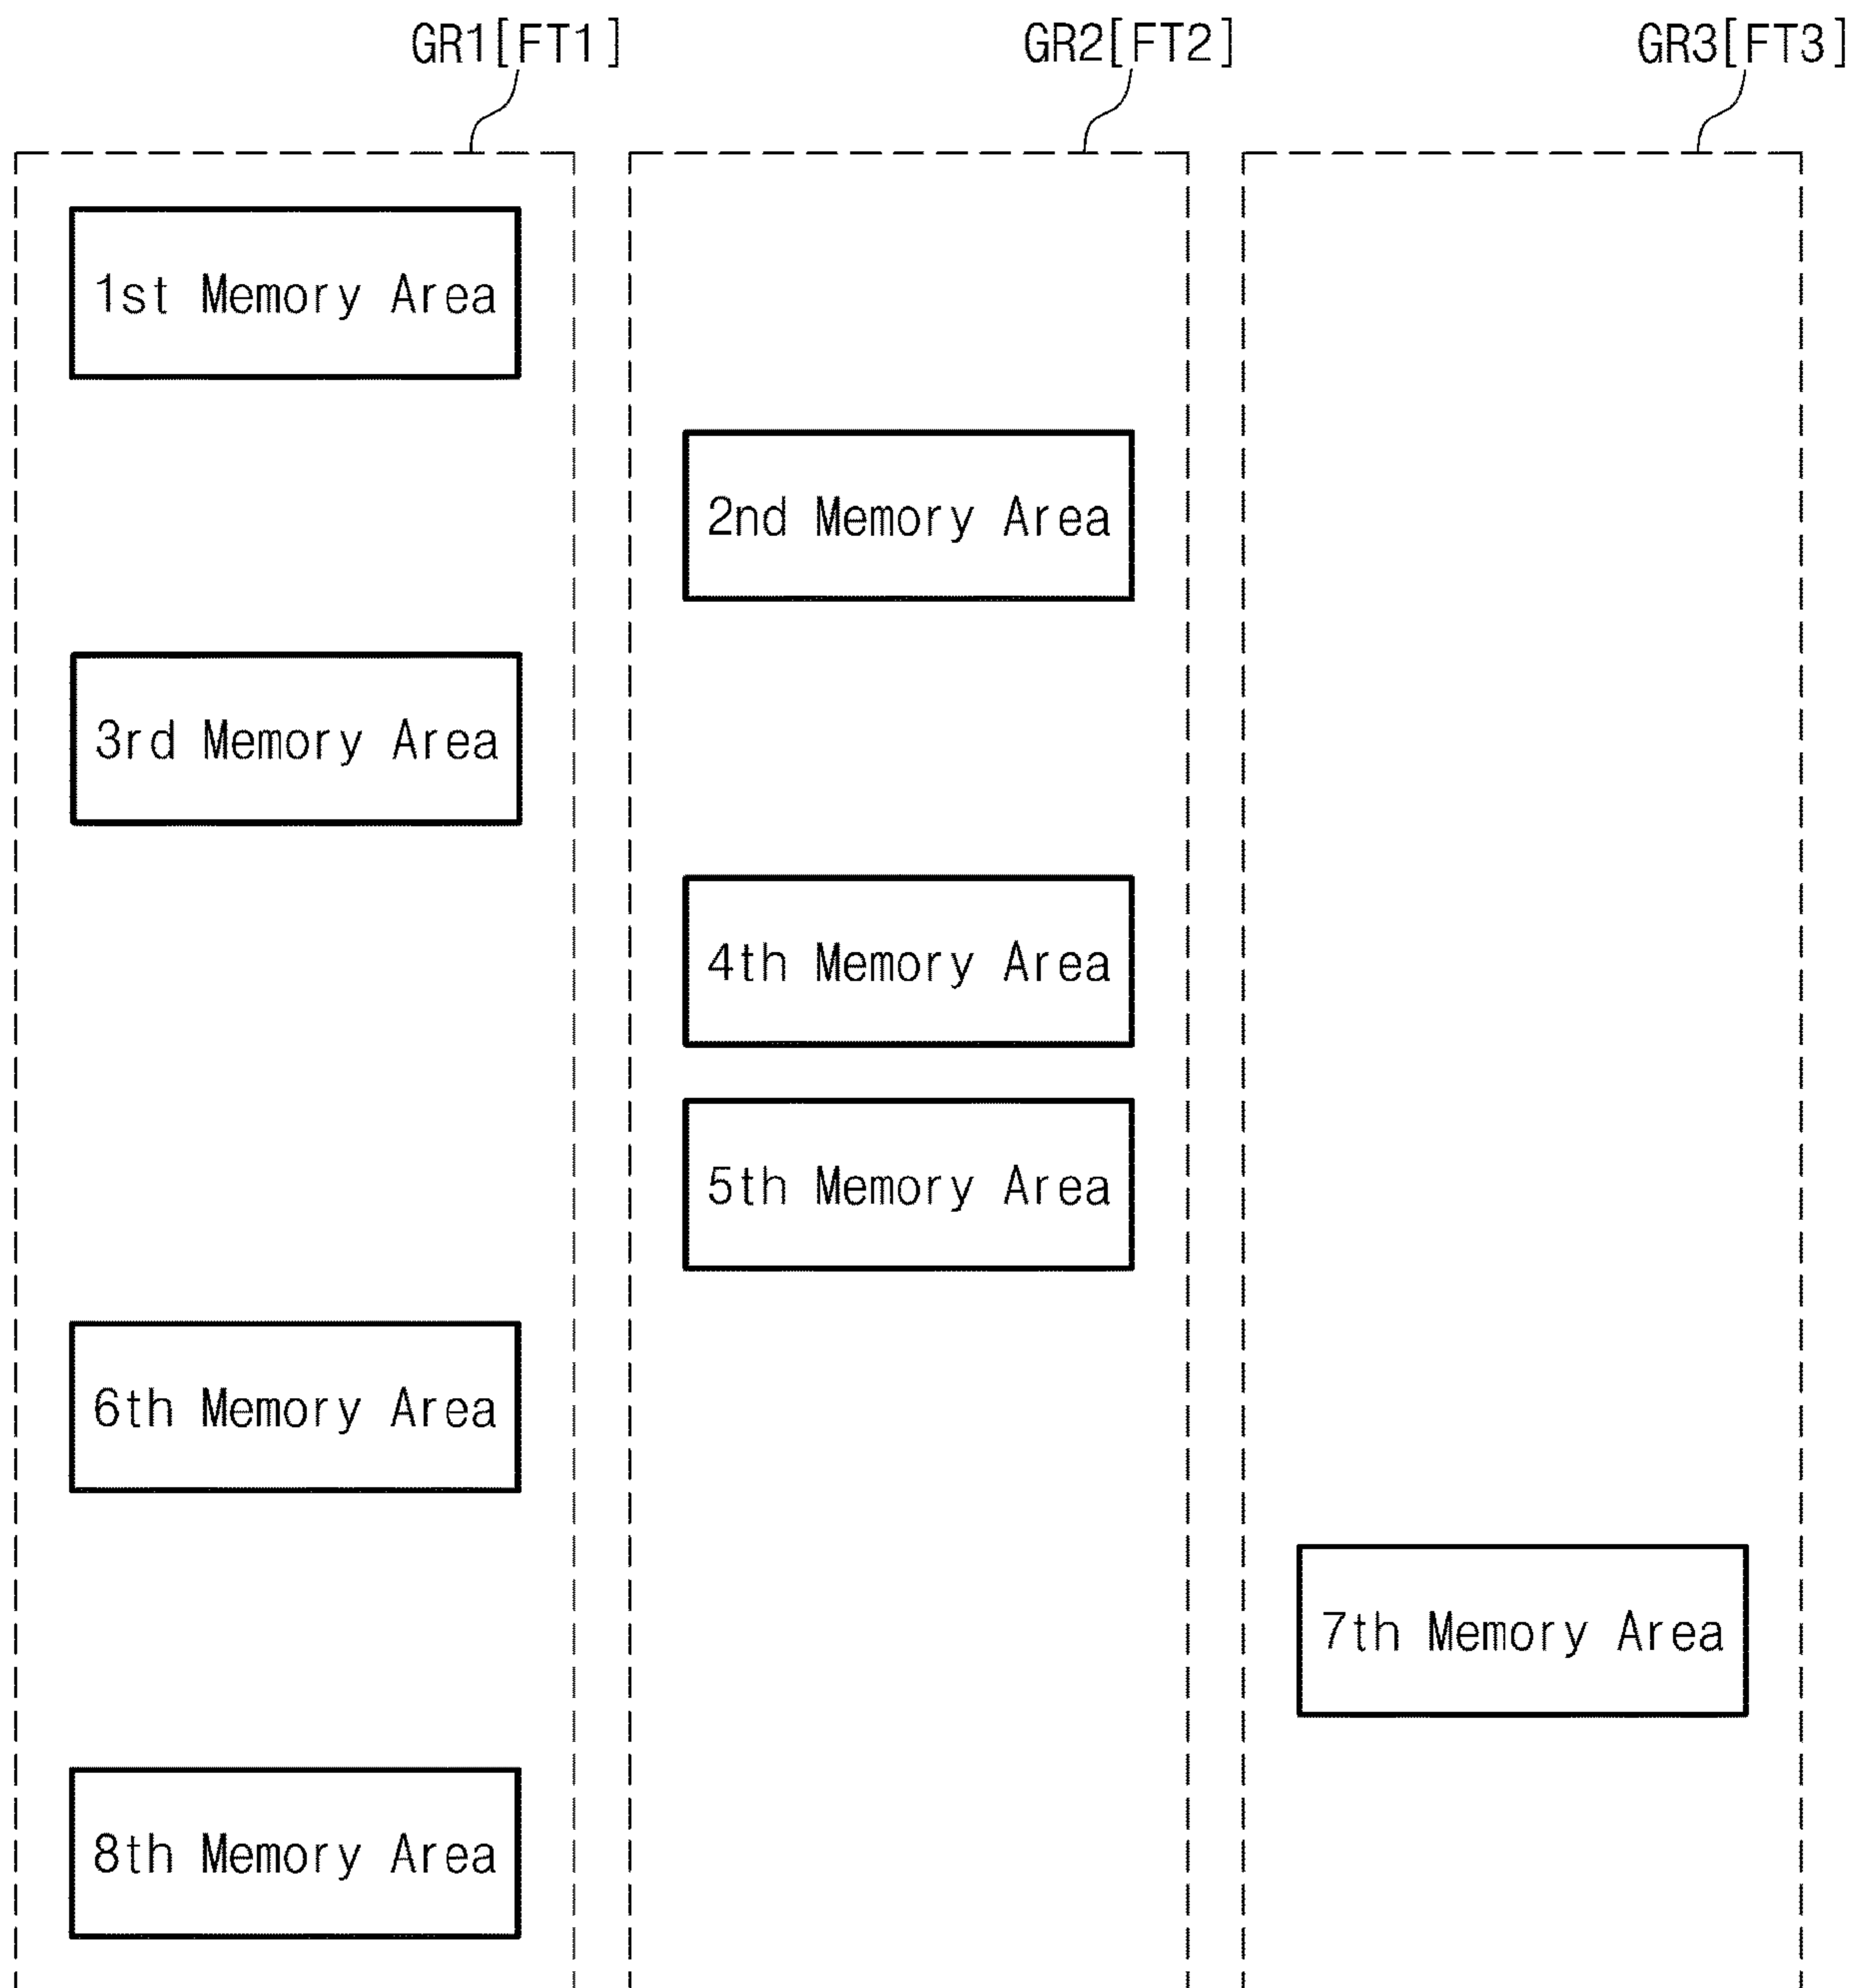 GR1[FT1]
GR2[FT2]
GR3[FT3]
1st Memory Area
2nd Memory Area
3rd Memory Area
4th Memory Area
5th Memory Area
6th Memory Area
7th Memory Area
8th Memory Area